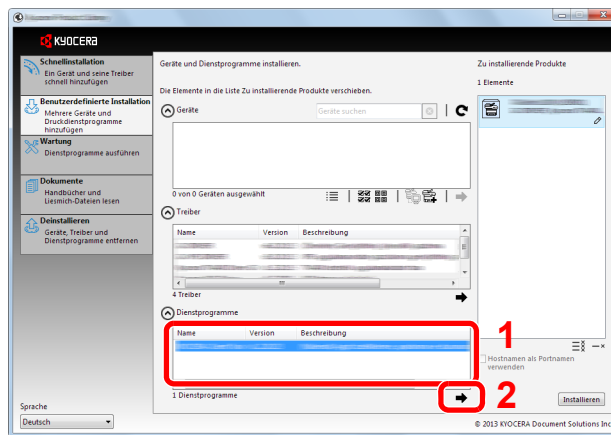 KYOCERA
Schnellinstallation
Ein Gerät und seine Treiber
schnell hinzufügen
Benutzerdefinierte Installation
Mehrere Geräte und
Druckdienstprogramme
hinzufügen
Wartung
Dienstprogramme ausführen
Dokumente
Handbücher und
Liesmich-Dateien lesen
Deinstallieren
Geräte, Treiber und
Dienstprogramme entfernen
Sprache
Deutsch
Geräte und Dienstprogramme installieren.
Die Elemente in die Liste Zu installierende Produkte verschieben.
Geräte
Geräte suchen
0 von 0 Geräten ausgewählt
Treiber
Name Version Beschreibung
4 Treiber
Dienstprogramme
Name Version Beschreibung
1
1 Dienstprogramme
2
Zu installierende Produkte
1 Elemente
Hostnamen als Portnamen
verwenden
Installieren
© 2013 KYOCERA Document Solutions Inc